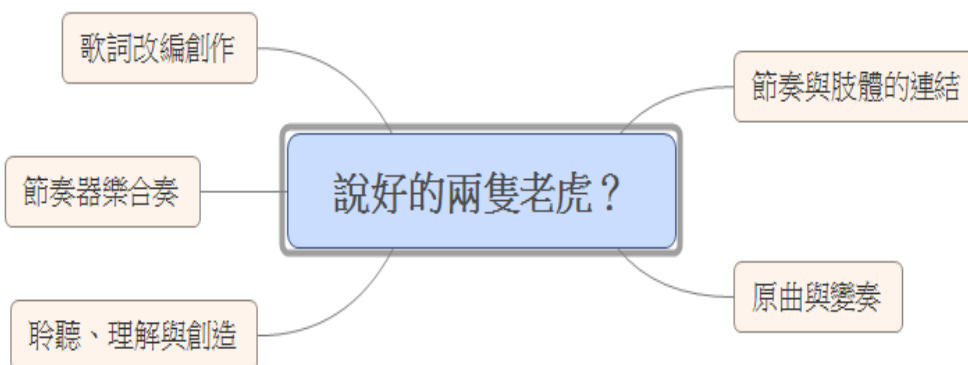 歌詞改編創作
節奏與肢體的連結
節奏器樂合奏
說好的兩隻老虎？
聆聽、理解與創造
原曲與變奏